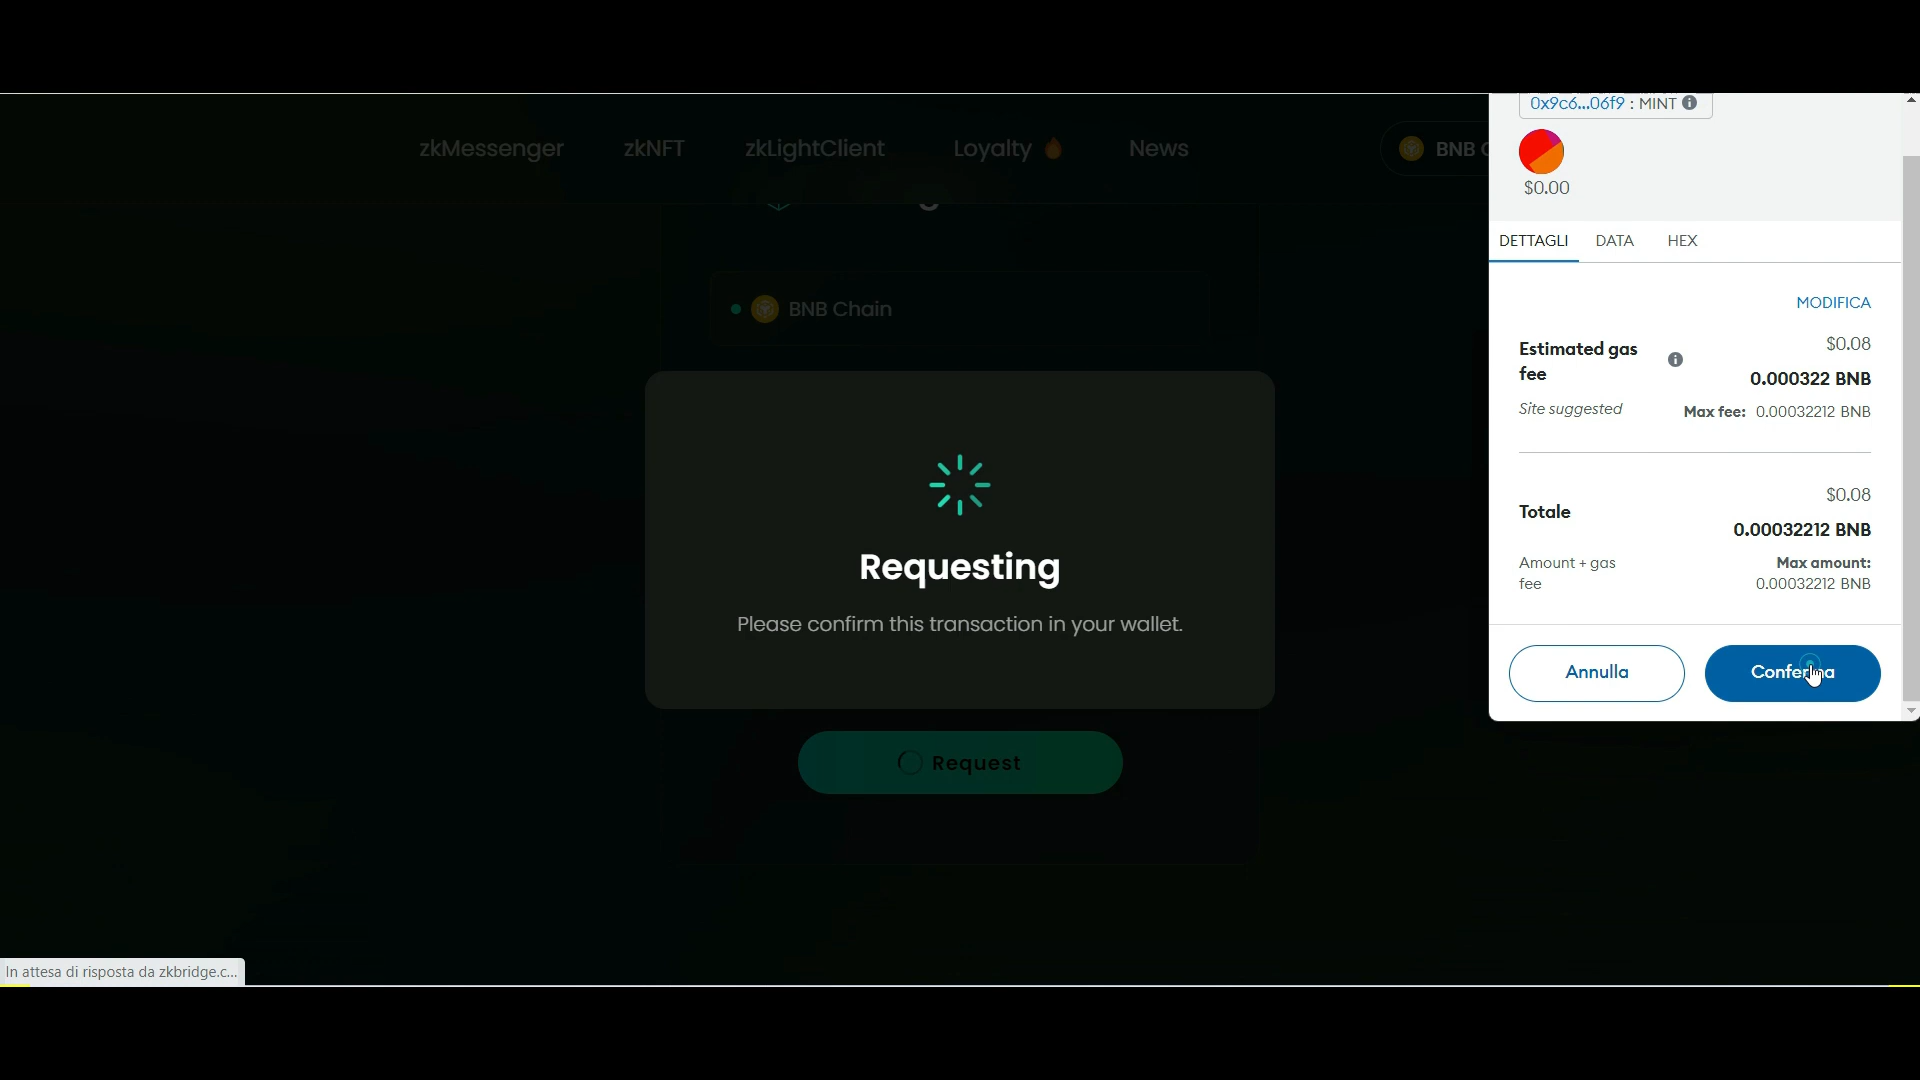 zkMessenger zkNFT zkLightClient Loyalty News BNB
BNB Chain
Requesting
Please confirm this transaction in your wallet.
Request
0x9c6...06f9 : MINT
$0.00
DETTAGLI DATA HEX
MODIFICA
Estimated gas
fee
$0.08
0.000322 BNB
Site suggested
Max fee: 0.00032212 BNB
Totale
$0.08
0.00032212 BNB
Amount + gas
fee
Max amount:
0.00032212 BNB
Annulla
Conferma
In attesa di risposta da zkbridge.c...